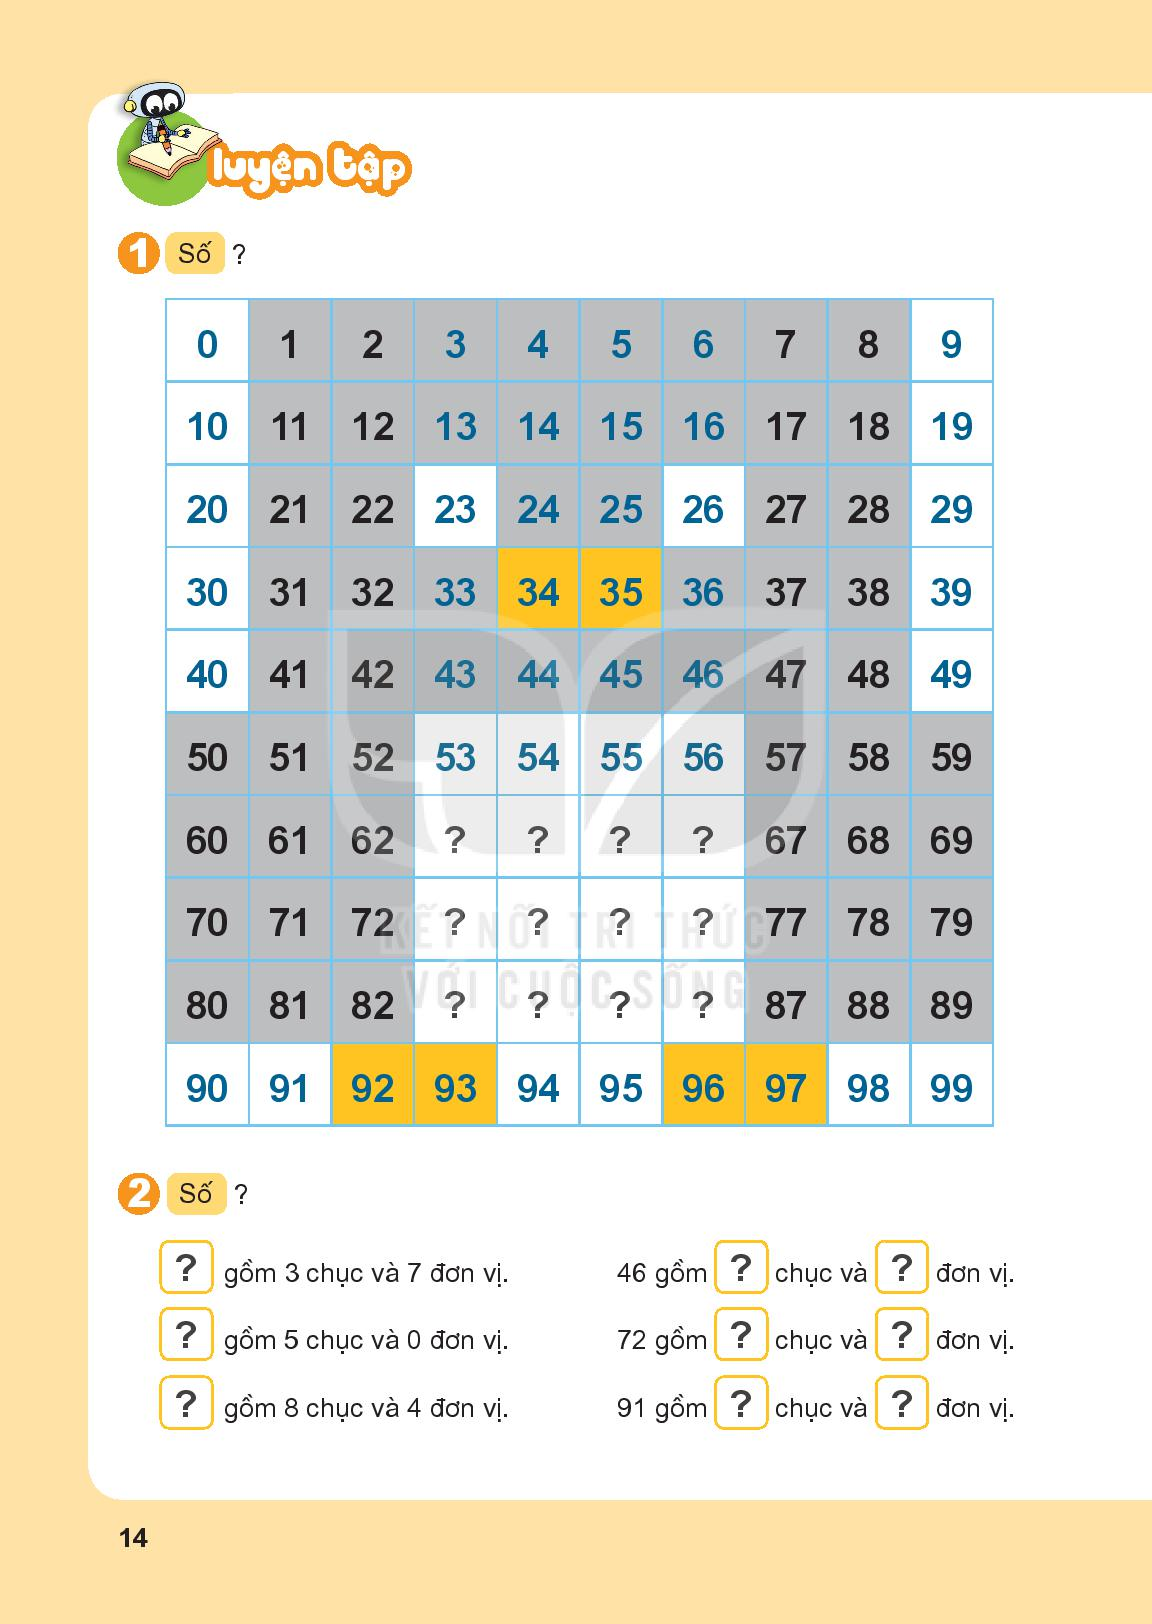 luyện tập
1 Số ?
0 1 2 3 4 5 6 7 8 9
10 11 12 13 14 15 16 17 18 19
20 21 22 23 24 25 26 27 28 29
30 31 32 33 34 35 36 37 38 39
40 41 42 43 44 45 46 47 48 49
50 51 52 53 54 55 56 57 58 59
60 61 62 ? ? ? ? 67 68 69
70 71 72 ? ? ? ? 77 78 79
KẾT NỐI TRI THỨC
VỚI CUỘC SỐNG
80 81 82 ? ? ? ? 87 88 89
90 91 92 93 94 95 96 97 98 99
2 Số ?
? gồm 3 chục và 7 đơn vị. 46 gồm ? chục và ? đơn vị.
? gồm 5 chục và 0 đơn vị. 72 gồm ? chục và ? đơn vị.
? gồm 8 chục và 4 đơn vị. 91 gồm ? chục và ? đơn vị.
14